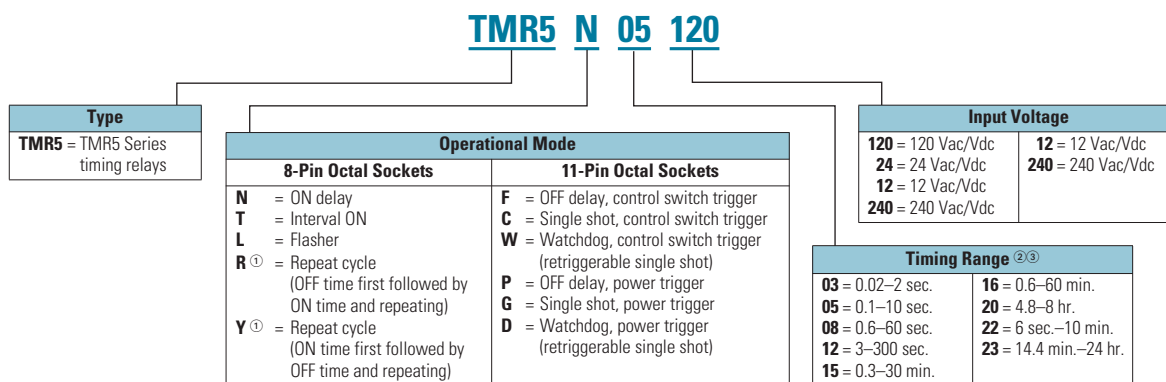 TMR5 N 05 120
Type
TMR5 = TMR5 Series
timing relays
Operational Mode
8-Pin Octal Sockets
N = ON delay
T = Interval ON
L = Flasher
R ① = Repeat cycle
(OFF time first followed by
ON time and repeating)
Y ① = Repeat cycle
(ON time first followed by
OFF time and repeating)
11-Pin Octal Sockets
F = OFF delay, control switch trigger
C = Single shot, control switch trigger
W = Watchdog, control switch trigger
(retriggerable single shot)
P = OFF delay, power trigger
G = Single shot, power trigger
D = Watchdog, power trigger
(retriggerable single shot)
Input Voltage
120 = 120 Vac/Vdc
24 = 24 Vac/Vdc
12 = 12 Vac/Vdc
240 = 240 Vac/Vdc
12 = 12 Vac/Vdc
240 = 240 Vac/Vdc
Timing Range ②③
03 = 0.02–2 sec.
05 = 0.1–10 sec.
08 = 0.6–60 sec.
12 = 3–300 sec.
15 = 0.3–30 min.
16 = 0.6–60 min.
20 = 4.8–8 hr.
22 = 6 sec.–10 min.
23 = 14.4 min.–24 hr.